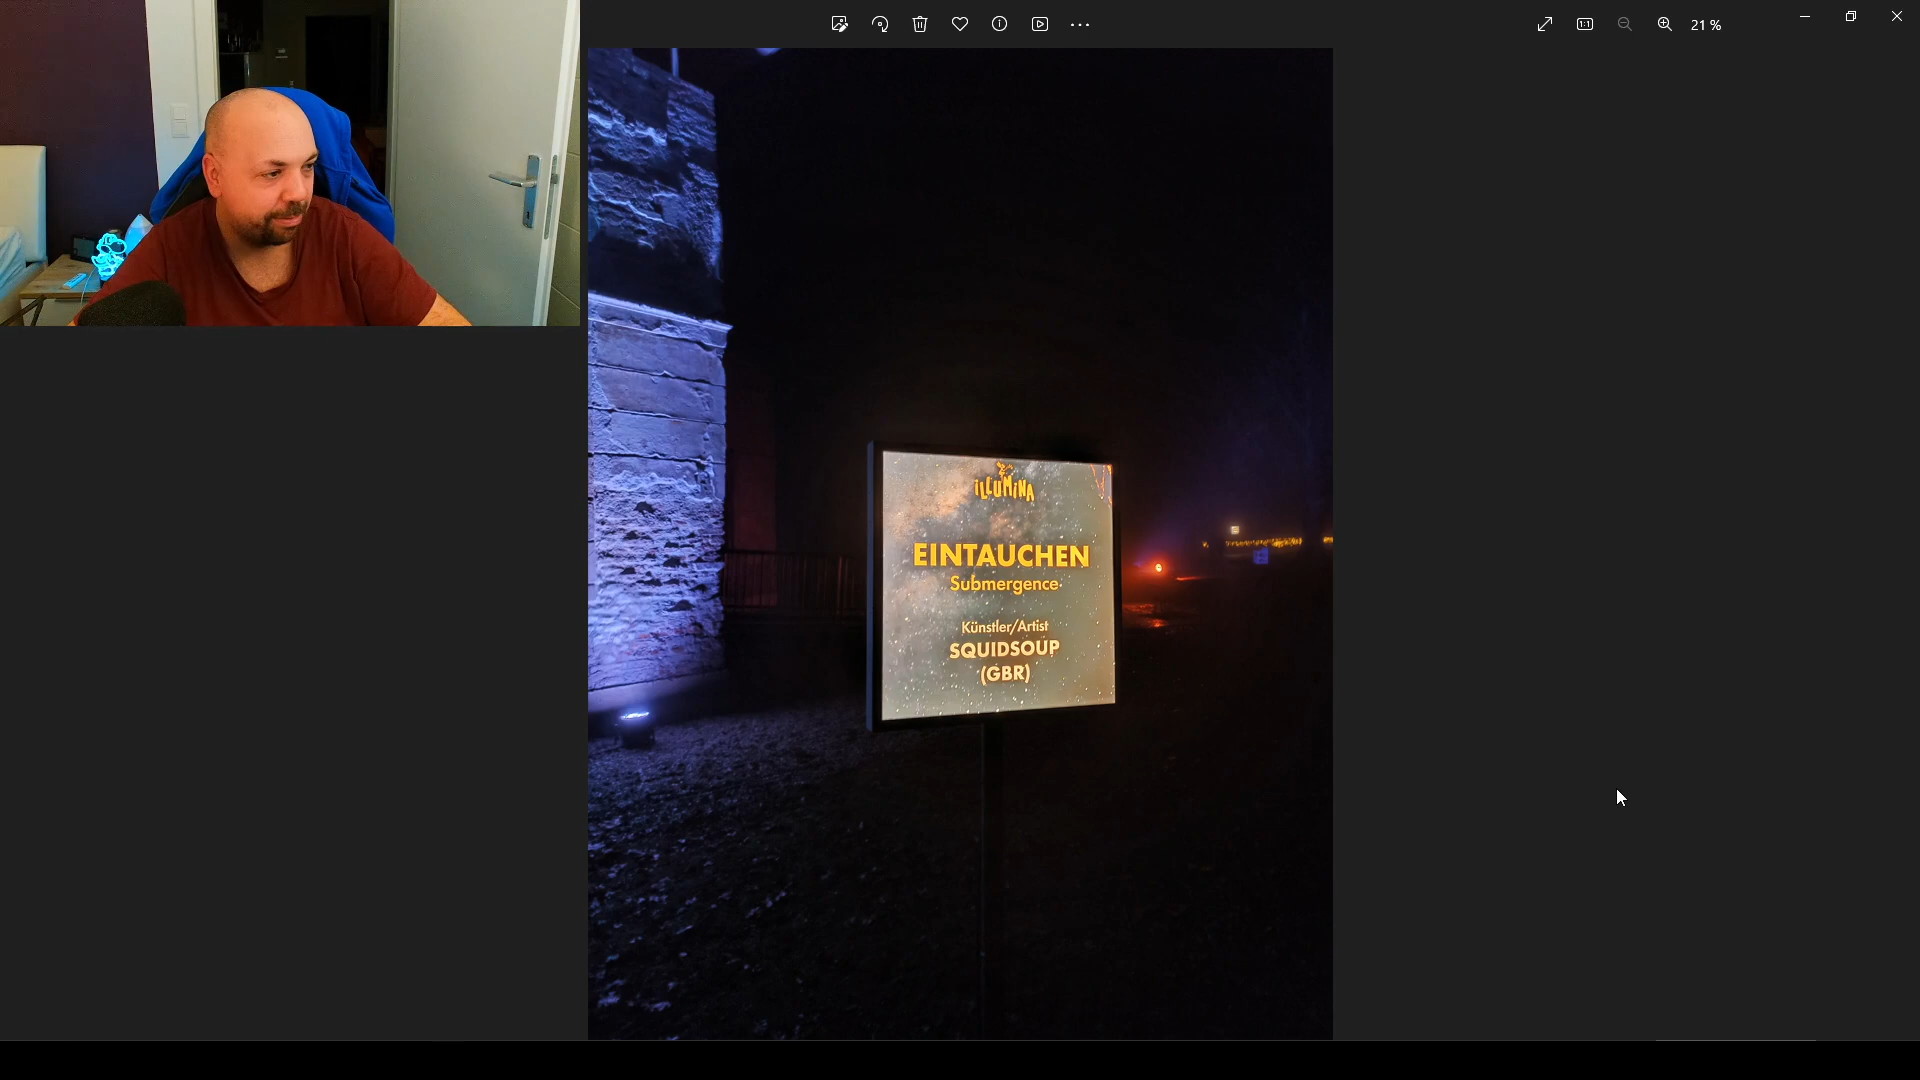 21 %
iLLUMiNA
EINTAUCHEN
Submergence
Künstler/Artist
SQUIDSOUP
(GBR)